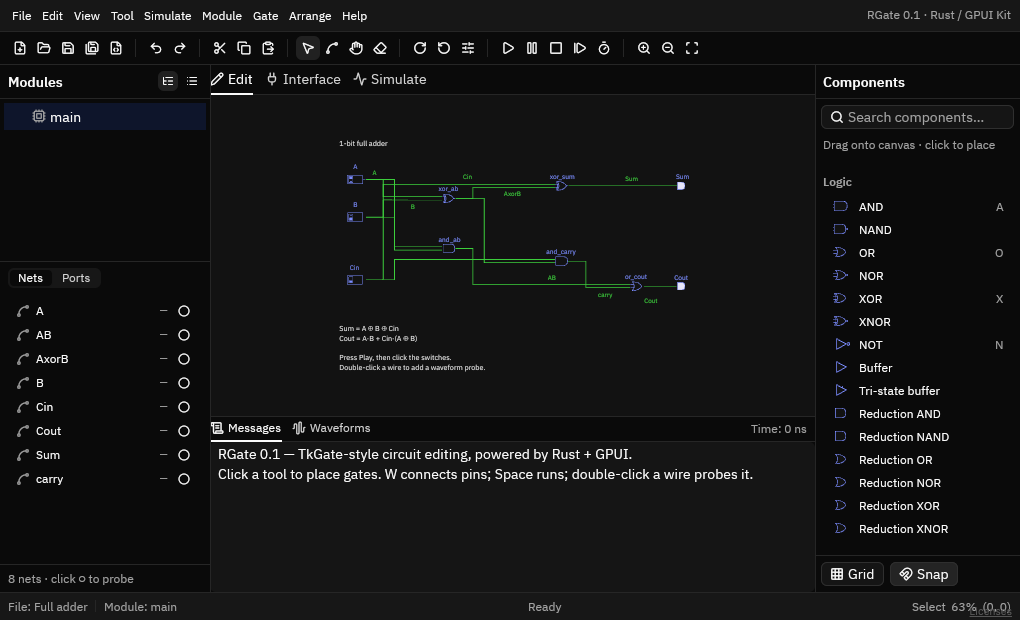 File Edit View Tool Simulate Module Gate Arrange Help
RGate 0.1 · Rust / GPUI Kit
Modules
main
Nets Ports
A —
AB —
AxorB —
B —
Cin —
Cout —
Sum —
carry —
8 nets · click ○ to probe
Edit Interface Simulate
1-bit full adder
A
A
Cin
xor_sum
Sum
Sum
xor_ab
AxorB
B
B
and_ab
and_carry
Cin
AB
or_cout
Cout
carry
Cout
Sum = A ⊕ B ⊕ Cin
Cout = A·B + Cin·(A ⊕ B)
Press Play, then click the switches.
Double-click a wire to add a waveform probe.
Messages Waveforms
Time: 0 ns
RGate 0.1 — TkGate-style circuit editing, powered by Rust + GPUI.
Click a tool to place gates. W connects pins; Space runs; double-click a wire probes it.
Components
Search components...
Drag onto canvas · click to place
Logic
AND A
NAND
OR O
NOR
XOR X
XNOR
NOT N
Buffer
Tri-state buffer
Reduction AND
Reduction NAND
Reduction OR
Reduction NOR
Reduction XOR
Reduction XNOR
Grid Snap
File: Full adder Module: main
Ready
Select 63% (0, 0)
Licenses